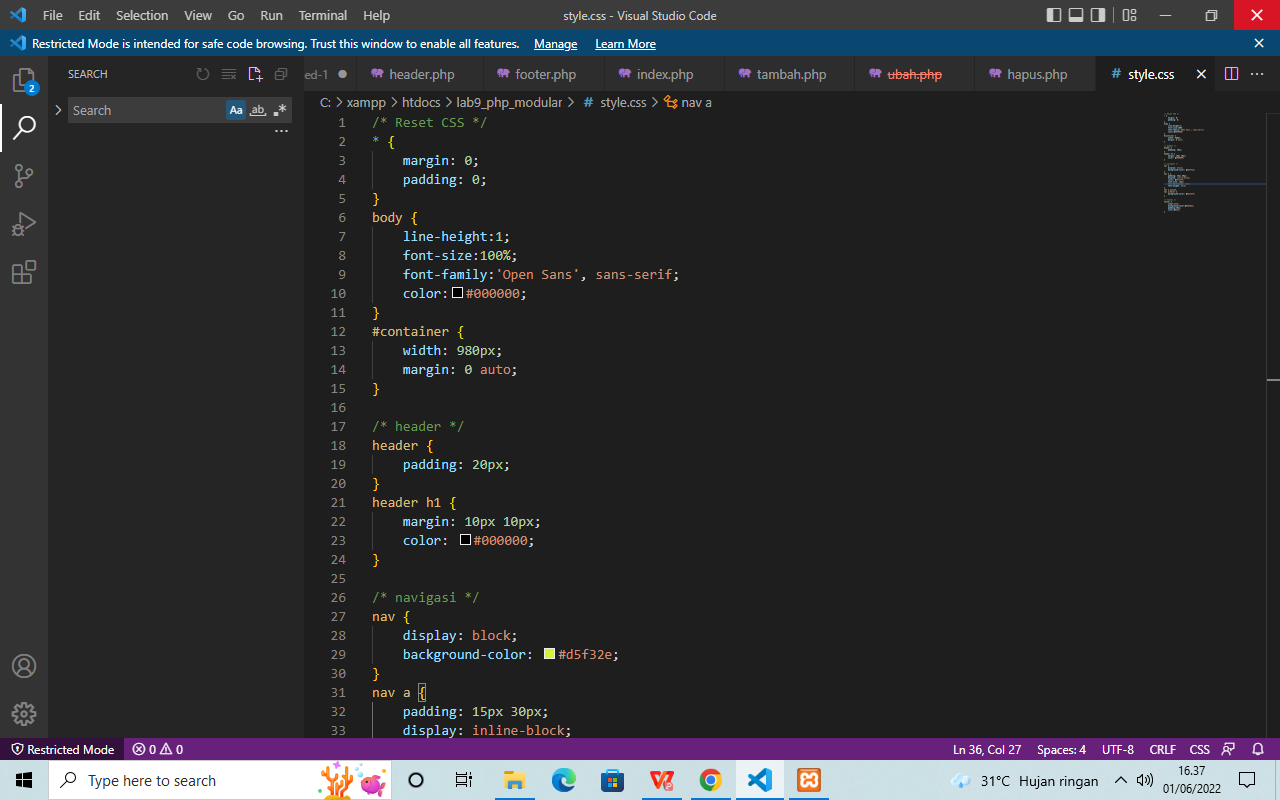 File Edit Selection View Go Run Terminal Help style.css - Visual Studio Code
Restricted Mode is intended for safe code browsing. Trust this window to enable all features. Manage Learn More
SEARCH
ed-1 header.php footer.php index.php tambah.php ubah.php hapus.php # style.css
2
Search Aa ab .*
C: > xampp > htdocs > lab9_php_modular > # style.css > nav a
1 /* Reset CSS */
2 * {
3 margin: 0;
4 padding: 0;
5 }
6 body {
7 line-height:1;
8 font-size:100%;
9 font-family:'Open Sans', sans-serif;
10 color: #000000;
11 }
12 #container {
13 width: 980px;
14 margin: 0 auto;
15 }
16
17 /* header */
18 header {
19 padding: 20px;
20 }
21 header h1 {
22 margin: 10px 10px;
23 color: #000000;
24 }
25
26 /* navigasi */
27 nav {
28 display: block;
29 background-color: #d5f32e;
30 }
31 nav a {
32 padding: 15px 30px;
33 display: inline-block;
Restricted Mode 0 0 Ln 36, Col 27 Spaces: 4 UTF-8 CRLF CSS
Type here to search 31°C Hujan ringan 16.37
01/06/2022